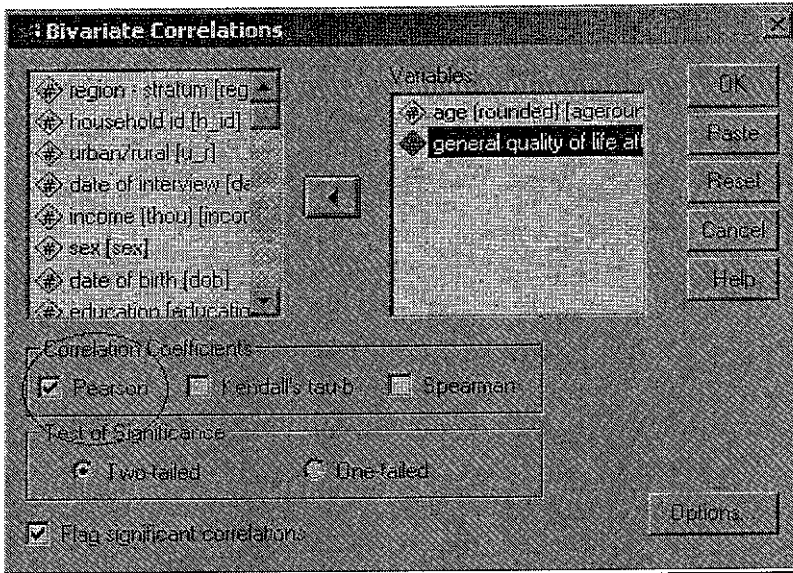 Bivariate Correlations
region - stratum [reg
household id [h_id]
urban/rural [u_r]
date of interview [da
income (thou) [incor
sex [sex]
date of birth [dob]
education [educatio
Variables:
age (rounded) [ageroun
general quality of life att
OK
Paste
Reset
Cancel
Help
Correlation Coefficients
Pearson Kendall's tau-b Spearman
Test of Significance
Two-tailed One-tailed
Flag significant correlations
Options...